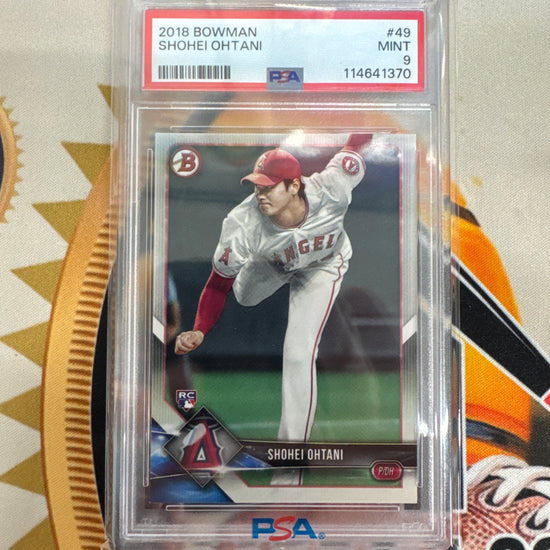 2018 BOWMAN #49
SHOHEI OHTANI MINT
9
PSA 114641370
B
A
ANGEL
RC
A
SHOHEI OHTANI
P/DH
PSA